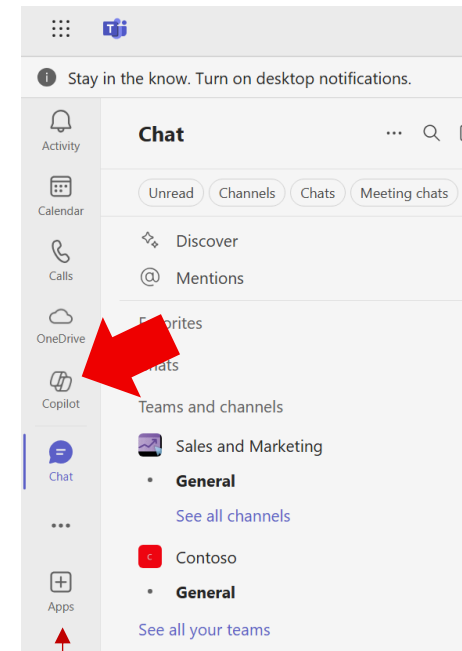 Stay in the know. Turn on desktop notifications.
Activity
Chat
Unread Channels Chats Meeting chats
Calendar
Discover
Calls
@ Mentions
OneDrive
Copilot
Teams and channels
Sales and Marketing
Chat
• General
See all channels
•••
C Contoso
Apps
• General
See all your teams